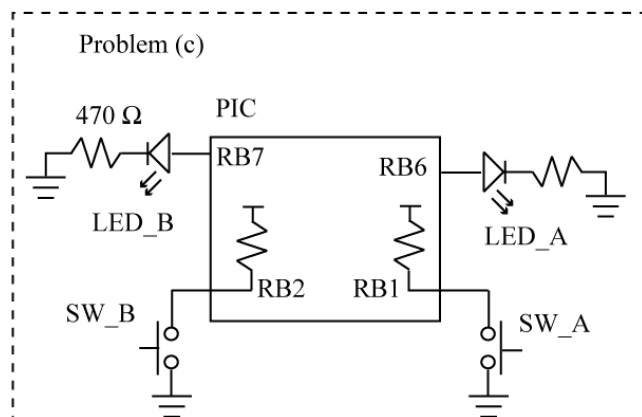 Problem (c)
470 Ω
PIC
RB7
RB6
LED_B
LED_A
RB2
RB1
SW_B
SW_A